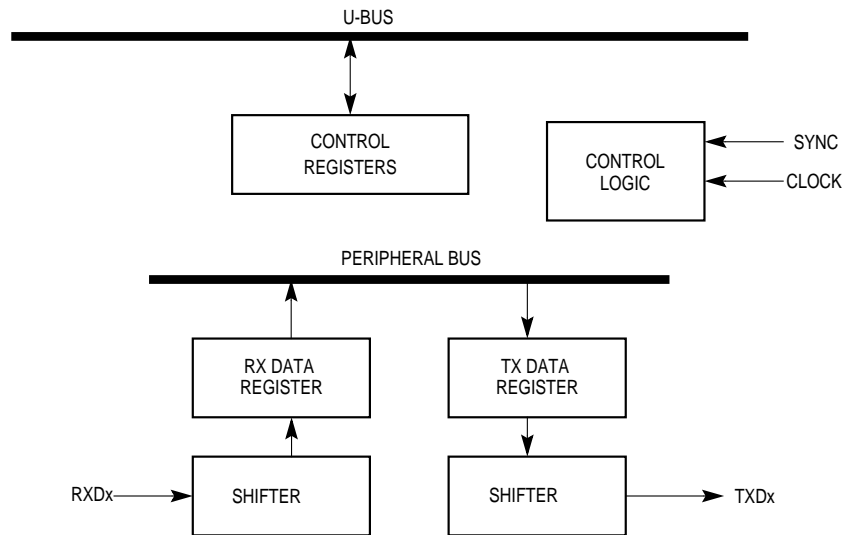 U-BUS
CONTROL
REGISTERS
CONTROL
LOGIC
SYNC
CLOCK
PERIPHERAL BUS
RX DATA
REGISTER
TX DATA
REGISTER
RXDx
SHIFTER
SHIFTER
TXDx